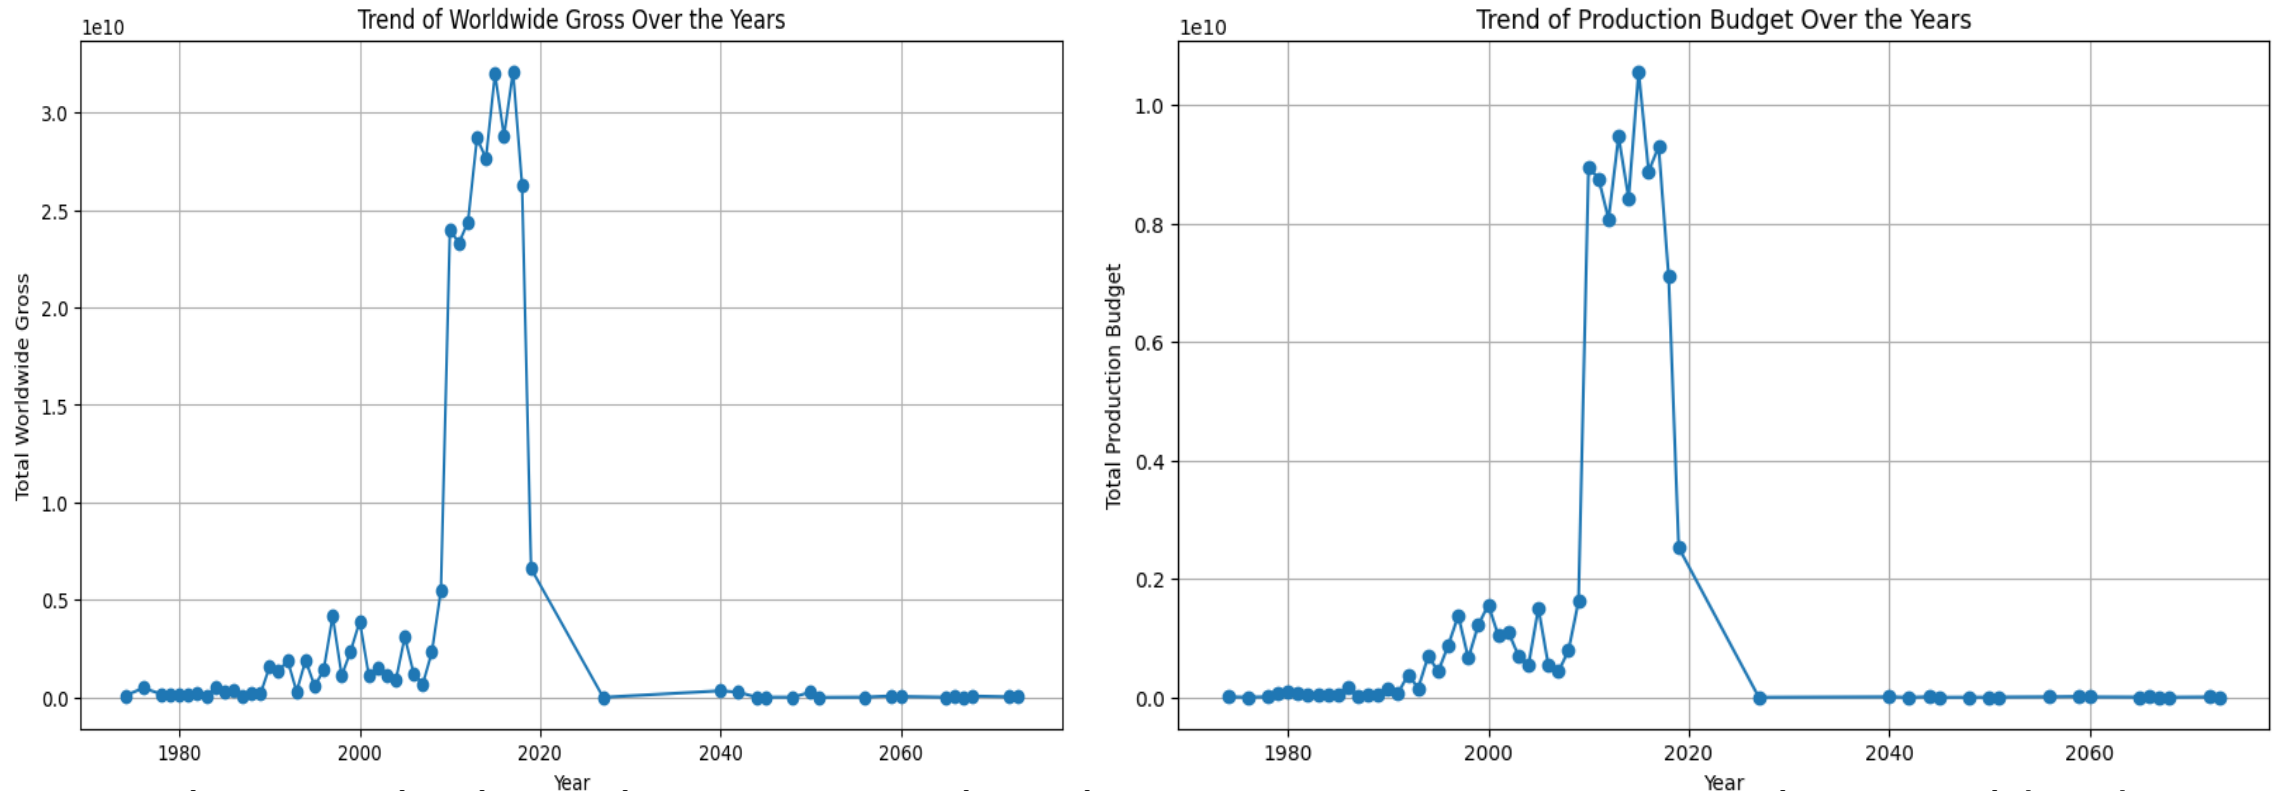 Trend of Worldwide Gross Over the Years
1e10
3.0
2.5
2.0
1.5
1.0
0.5
0.0
Total Worldwide Gross
1980 2000 2020 2040 2060
Year
Trend of Production Budget Over the Years
1e10
1.0
0.8
0.6
0.4
0.2
0.0
Total Production Budget
1980 2000 2020 2040 2060
Year